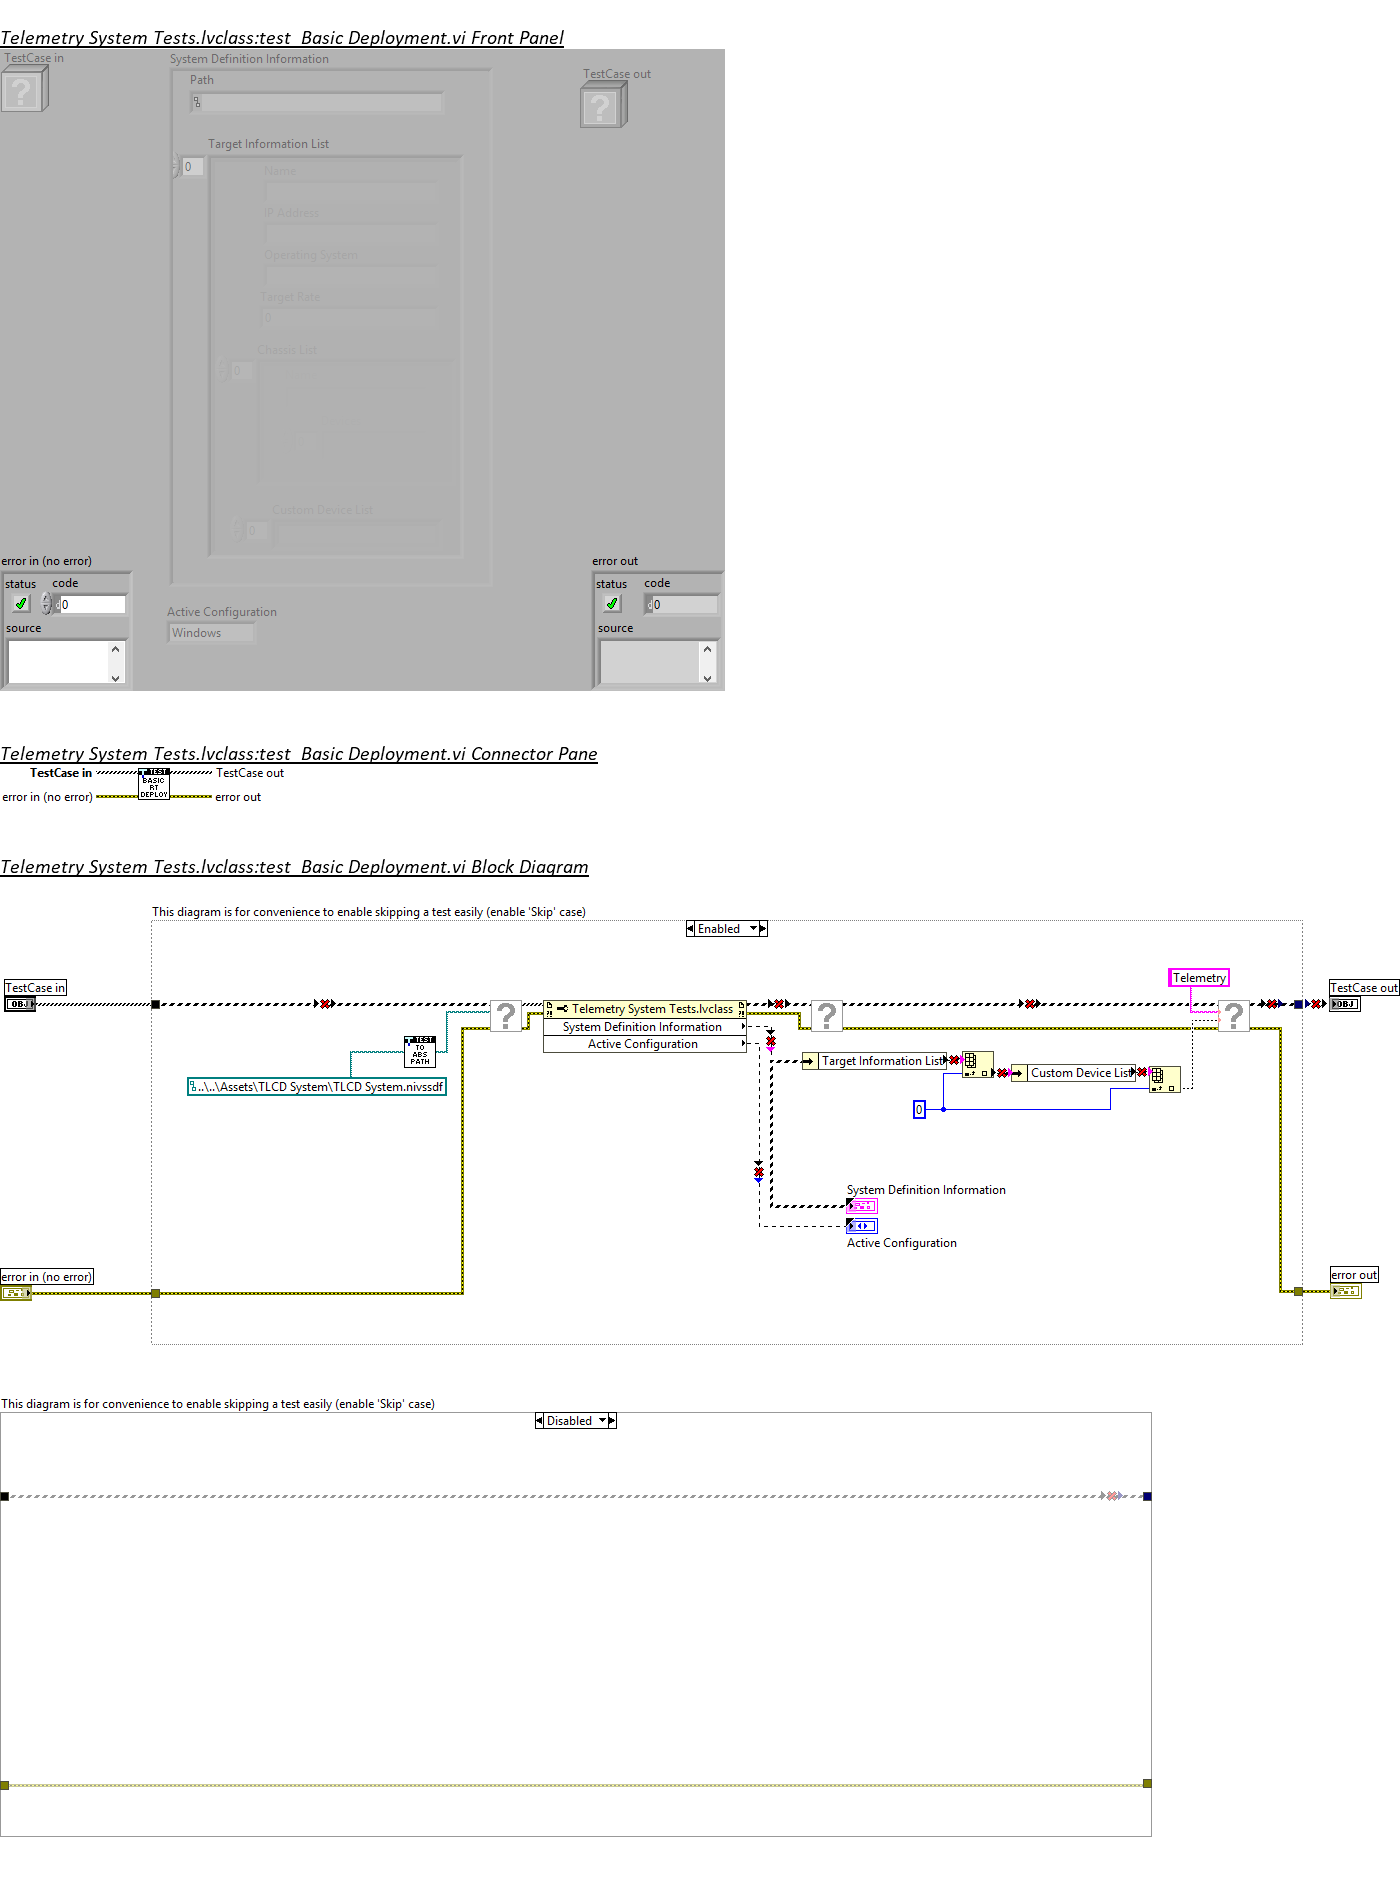 Telemetry System Tests.lvclass:test  Basic Deployment.vi Front Panel
TestCase in
System Definition Information
TestCase out
Path
Target Information List
0
Name
IP Address
Operating System
Target Rate
0
Chassis List
0
Custom Device List
0
error in (no error)
status
code
0
source
Active Configuration
Windows
error out
status
code
0
source
Telemetry System Tests.lvclass:test  Basic Deployment.vi Connector Pane
TestCase in
TestCase out
error in (no error)
error out
TEST
BASIC
RT
DEPLOY
Telemetry System Tests.lvclass:test  Basic Deployment.vi Block Diagram
This diagram is for convenience to enable skipping a test easily (enable 'Skip' case)
Enabled
TestCase in
OBJ
Telemetry
TestCase out
OBJ
Telemetry System Tests.lvclass
System Definition Information
Active Configuration
TEST
TO
ABS
PATH
..\..\Assets\TLCD System\TLCD System.nivssdf
Target Information List
Custom Device List
0
System Definition Information
Active Configuration
error in (no error)
error out
This diagram is for convenience to enable skipping a test easily (enable 'Skip' case)
Disabled